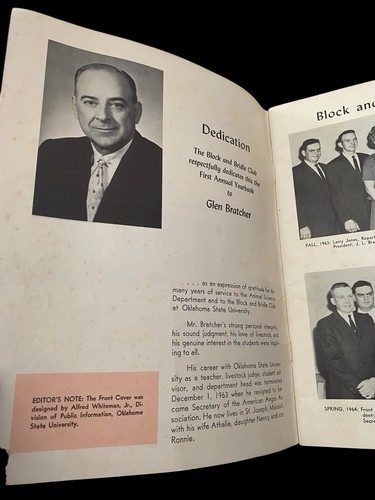 Dedication
The Block and Bridle Club
respectfully dedicates this the
First Annual Yearbook
to
Glen Bratcher
. . . . as an expression of gratitude for his
many years of service to the Animal Science
Department and to the Block and Bridle Club
at Oklahoma State University.
Mr. Bratcher's strong personal integrity,
his sound judgment, his love of livestock, and
his genuine interest in the students were inspir-
ing to all.
His career with Oklahoma State Univer-
sity as a teacher, livestock judge, student ad-
visor, and department head was terminated
December 1, 1963 when he resigned to be-
come Secretary of the American Angus As-
sociation. He now lives in St. Joseph, Missouri,
with his wife Athalie, daughter Nancy and son
Ronnie.
EDITOR'S NOTE: The Front Cover was
designed by Alfred Whiteman, Jr., Di-
vision of Public Information, Oklahoma
State University.
Block and
FALL, 1963: Larry Jones,
President; J. L.
SPRING, 1964: